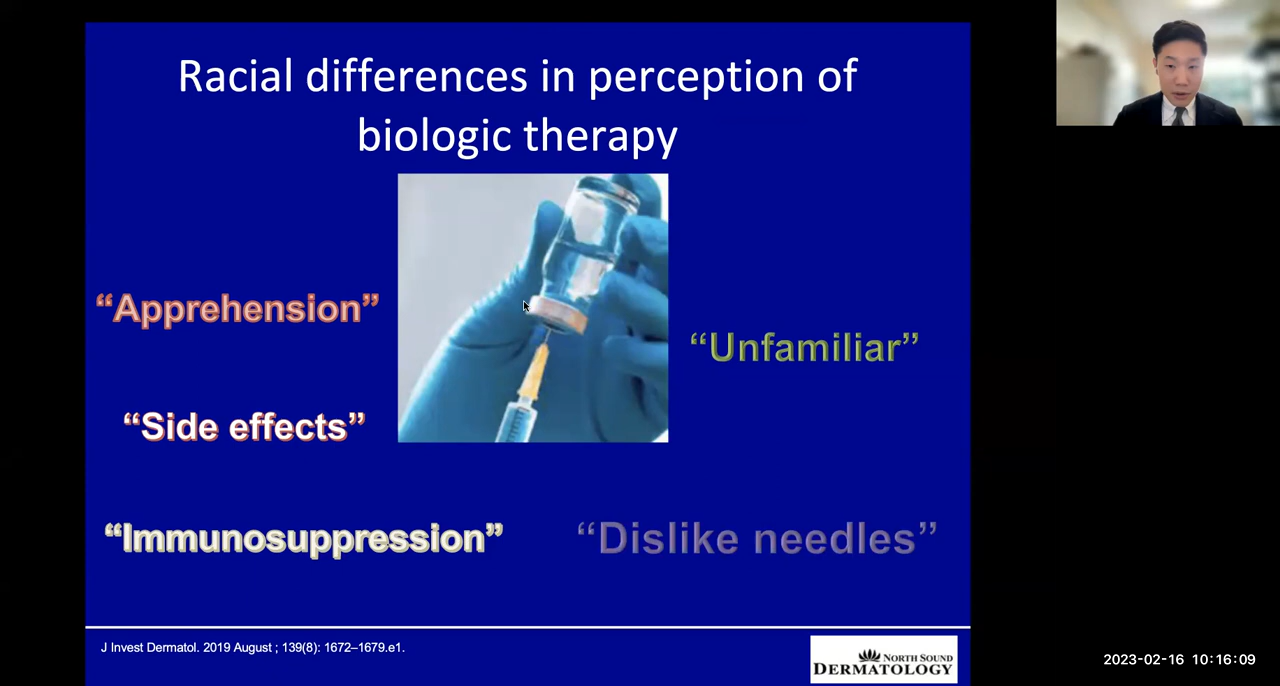 Racial differences in perception of
biologic therapy
“Apprehension”
“Unfamiliar”
“Side effects”
“Immunosuppression”
“Dislike needles”
J Invest Dermatol. 2019 August ; 139(8): 1672–1679.e1.
NORTH SOUND
DERMATOLOGY
2023-02-16 10:16:09